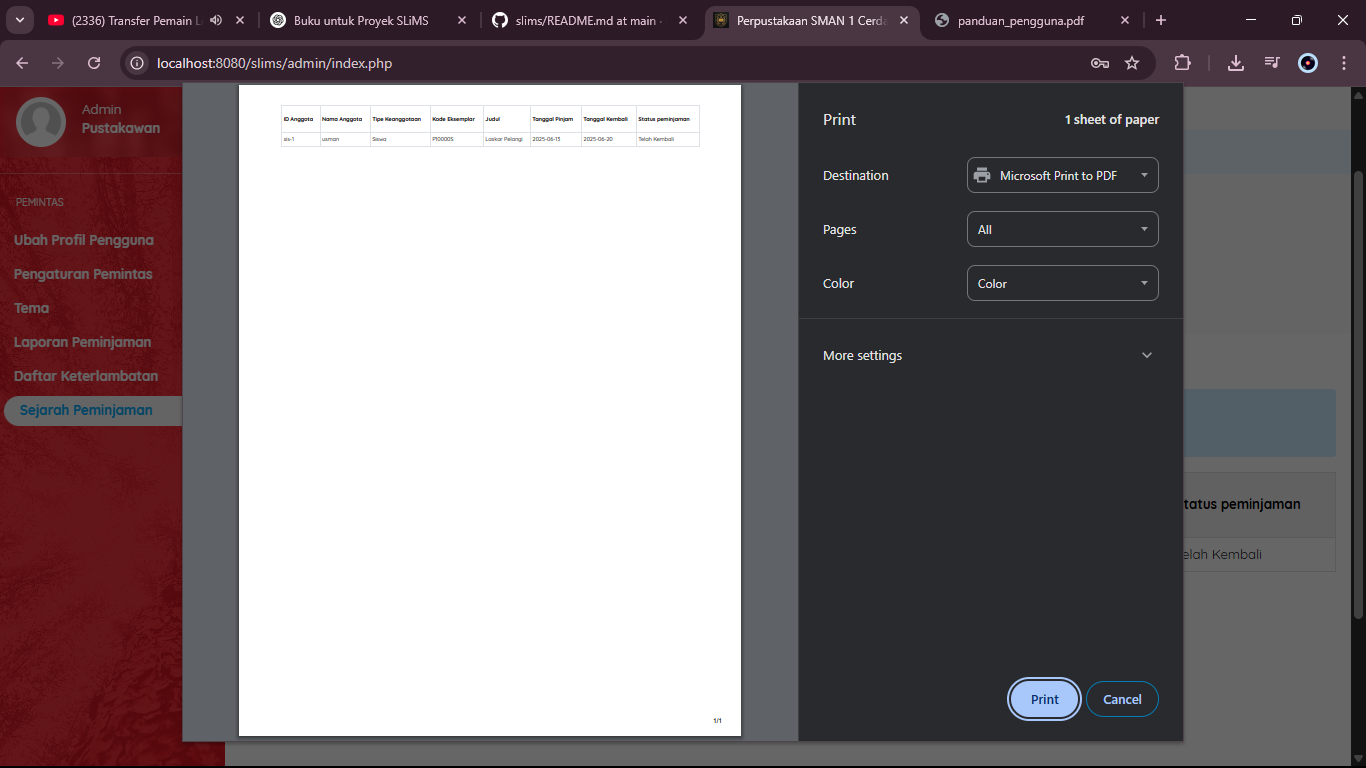 (2336) Transfer Pemain L
Buku untuk Proyek SLiMS
slims/README.md at main
Perpustakaan SMAN 1 Cerda
panduan_pengguna.pdf
localhost:8080/slims/admin/index.php
Admin
Pustakawan
PEMINTAS
Ubah Profil Pengguna
Pengaturan Pemintas
Tema
Laporan Peminjaman
Daftar Keterlambatan
Sejarah Peminjaman
ID Anggota Nama Anggota Tipe Keanggotaan Kode Eksemplar Judul Tanggal Pinjam Tanggal Kembali Status peminjaman
es-1 usman Siswa P1000S Laskar Pelangi 2025-06-13 2025-06-20 Telah Kembali
1/1
Print 1 sheet of paper
Destination Microsoft Print to PDF
Pages All
Color Color
More settings
Print Cancel
tatus peminjaman
elah Kembali